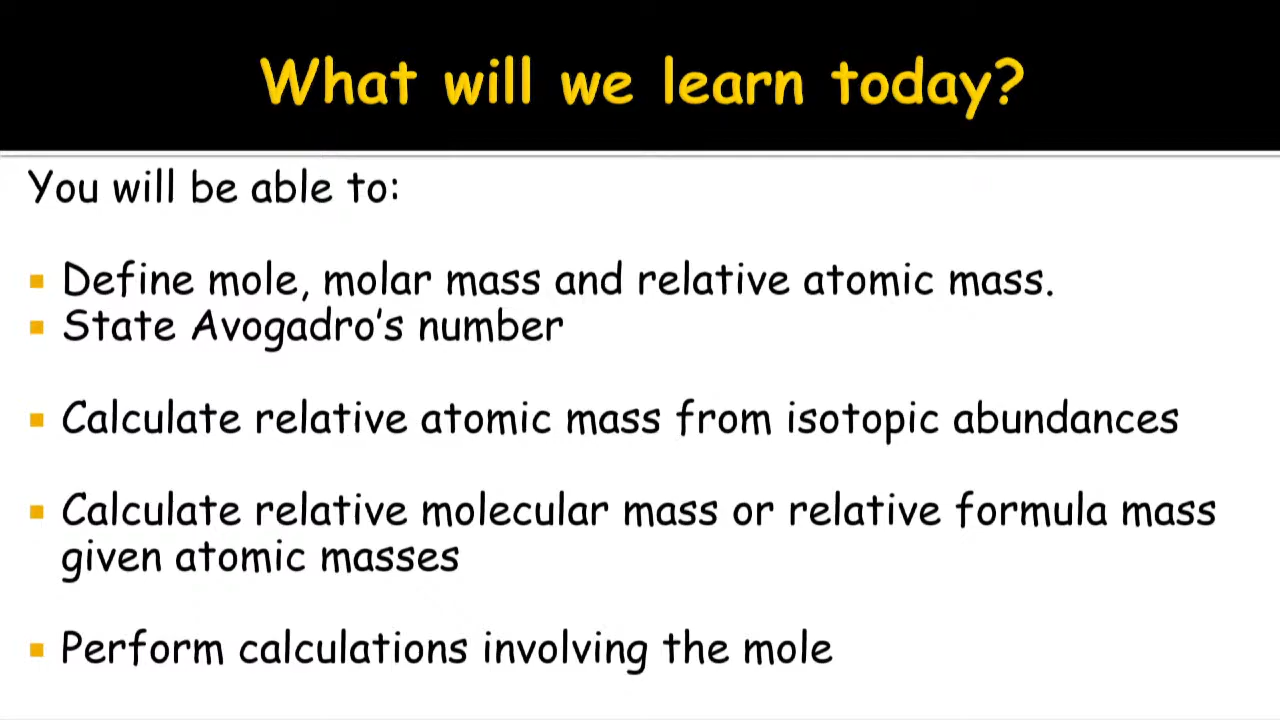 What will we learn today?
You will be able to:
▪ Define mole, molar mass and relative atomic mass.
▪ State Avogadro's number
▪ Calculate relative atomic mass from isotopic abundances
▪ Calculate relative molecular mass or relative formula mass
given atomic masses
▪ Perform calculations involving the mole